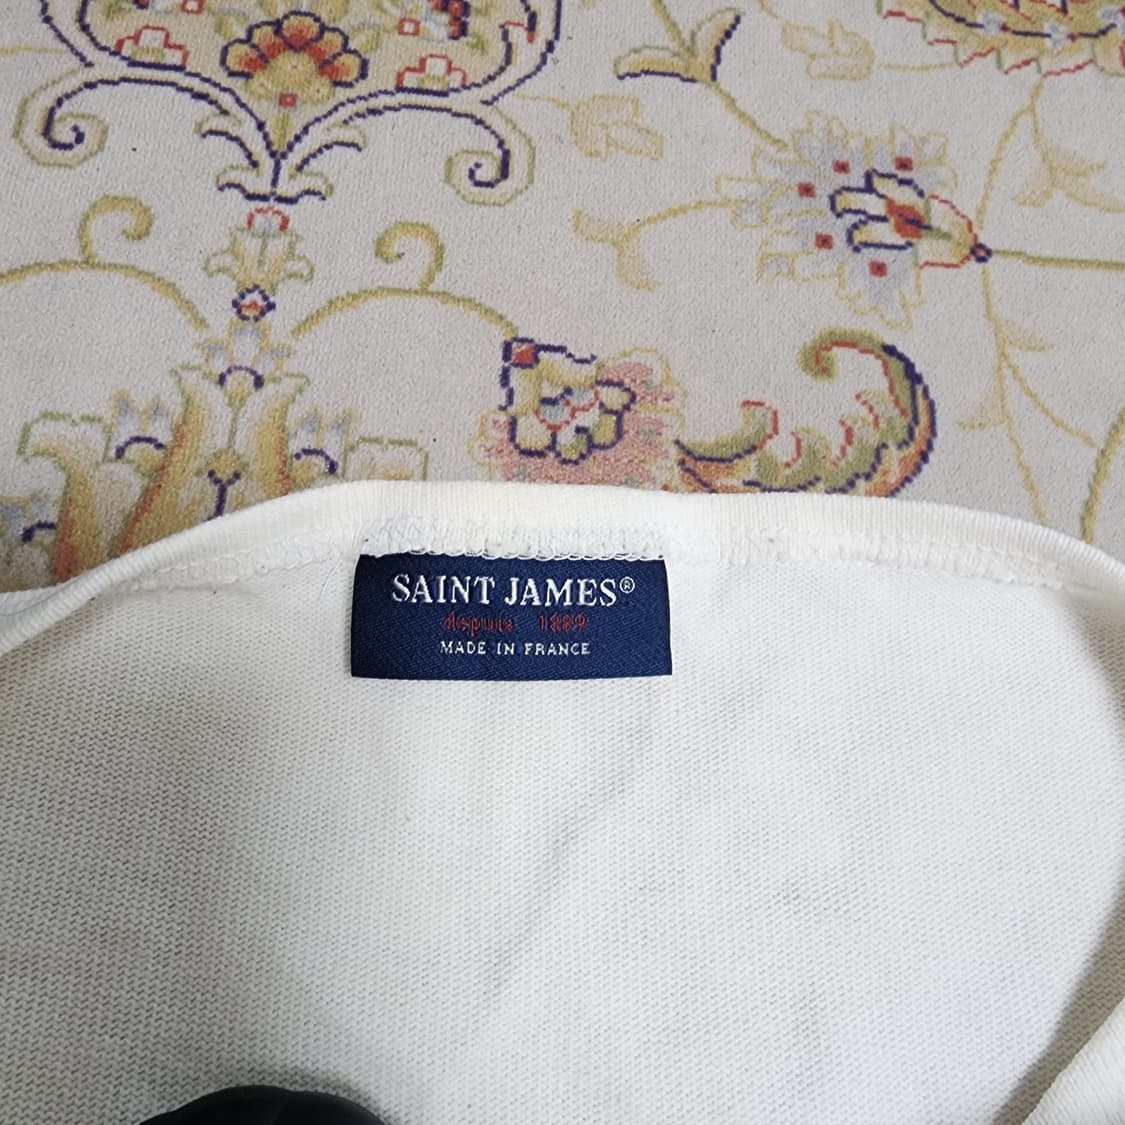 SAINT JAMES®
depuis 1889
MADE IN FRANCE